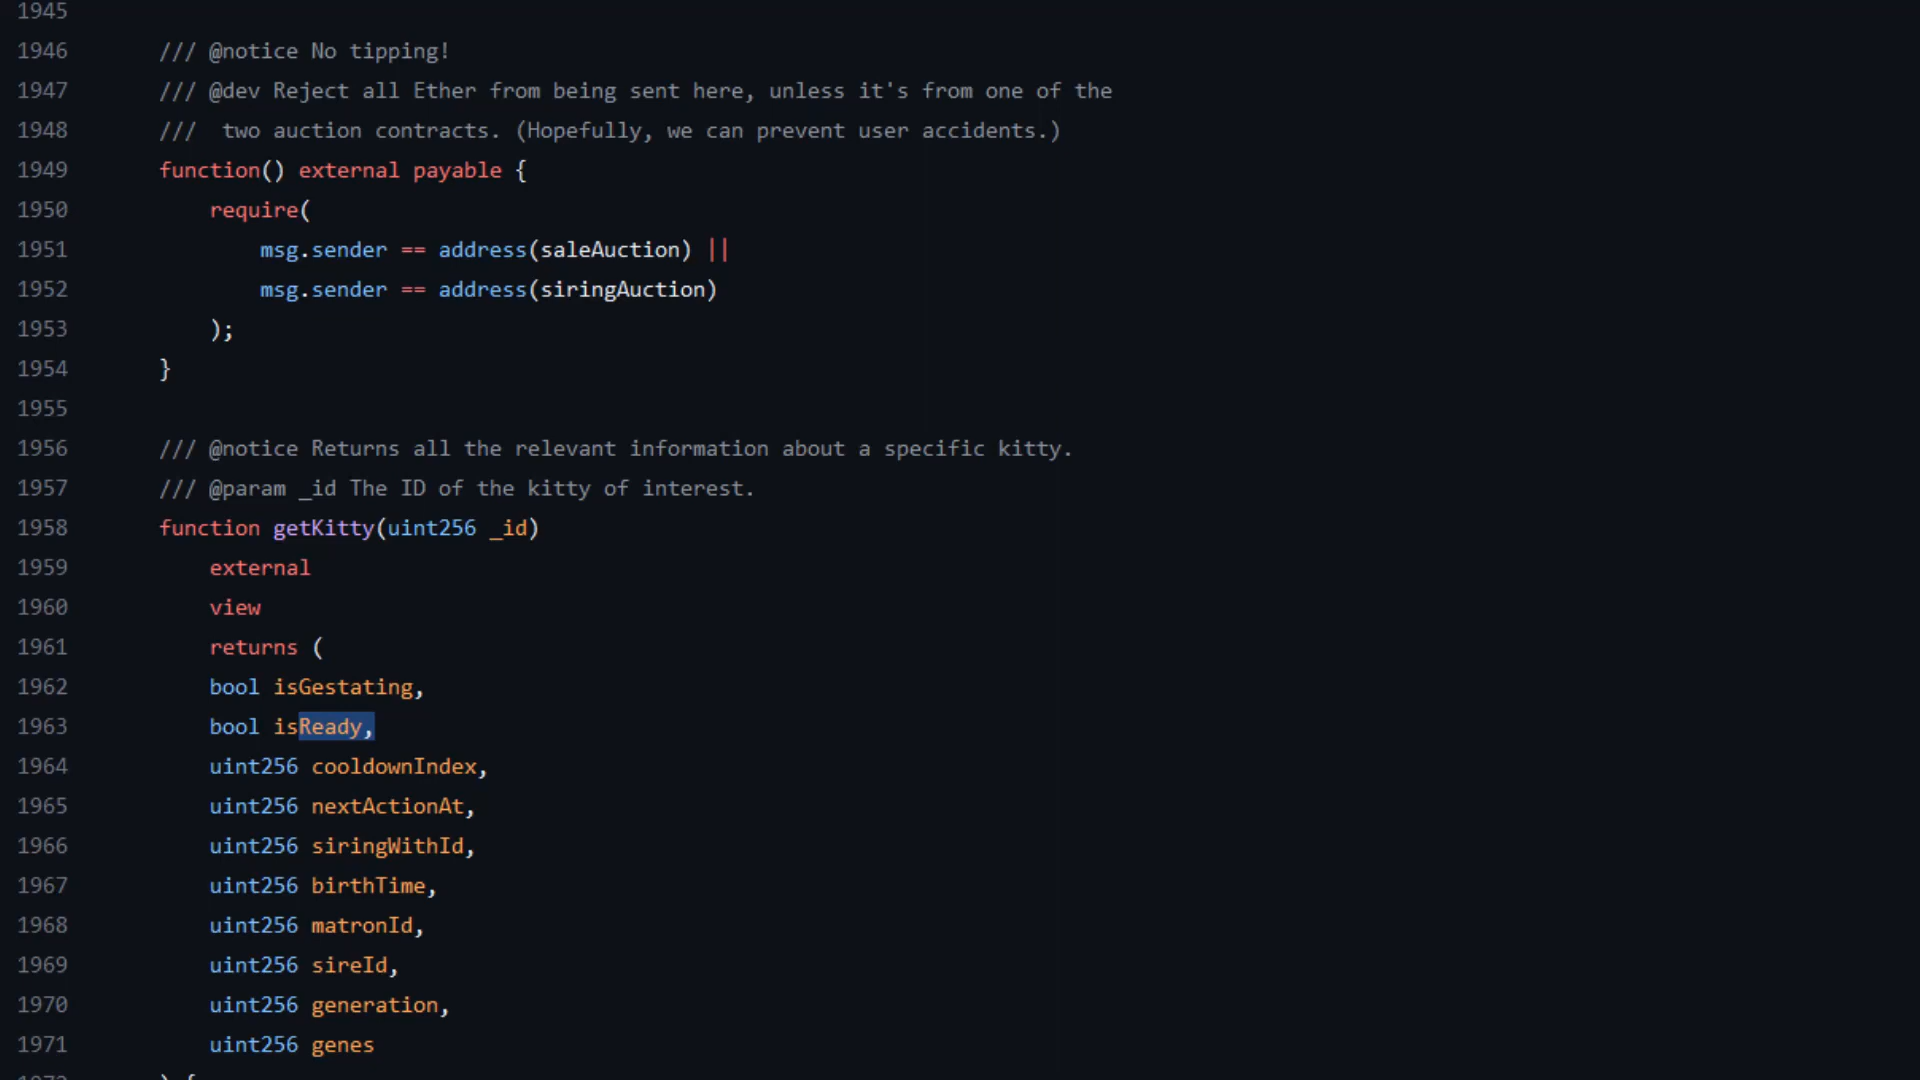 1945
1946 /// @notice No tipping!
1947 /// @dev Reject all Ether from being sent here, unless it's from one of the
1948 ///  two auction contracts. (Hopefully, we can prevent user accidents.)
1949 function() external payable {
1950 require(
1951 msg.sender == address(saleAuction) ||
1952 msg.sender == address(siringAuction)
1953 );
1954 }
1955
1956 /// @notice Returns all the relevant information about a specific kitty.
1957 /// @param _id The ID of the kitty of interest.
1958 function getKitty(uint256 _id)
1959 external
1960 view
1961 returns (
1962 bool isGestating,
1963 bool isReady,
1964 uint256 cooldownIndex,
1965 uint256 nextActionAt,
1966 uint256 siringWithId,
1967 uint256 birthTime,
1968 uint256 matronId,
1969 uint256 sireId,
1970 uint256 generation,
1971 uint256 genes
) {